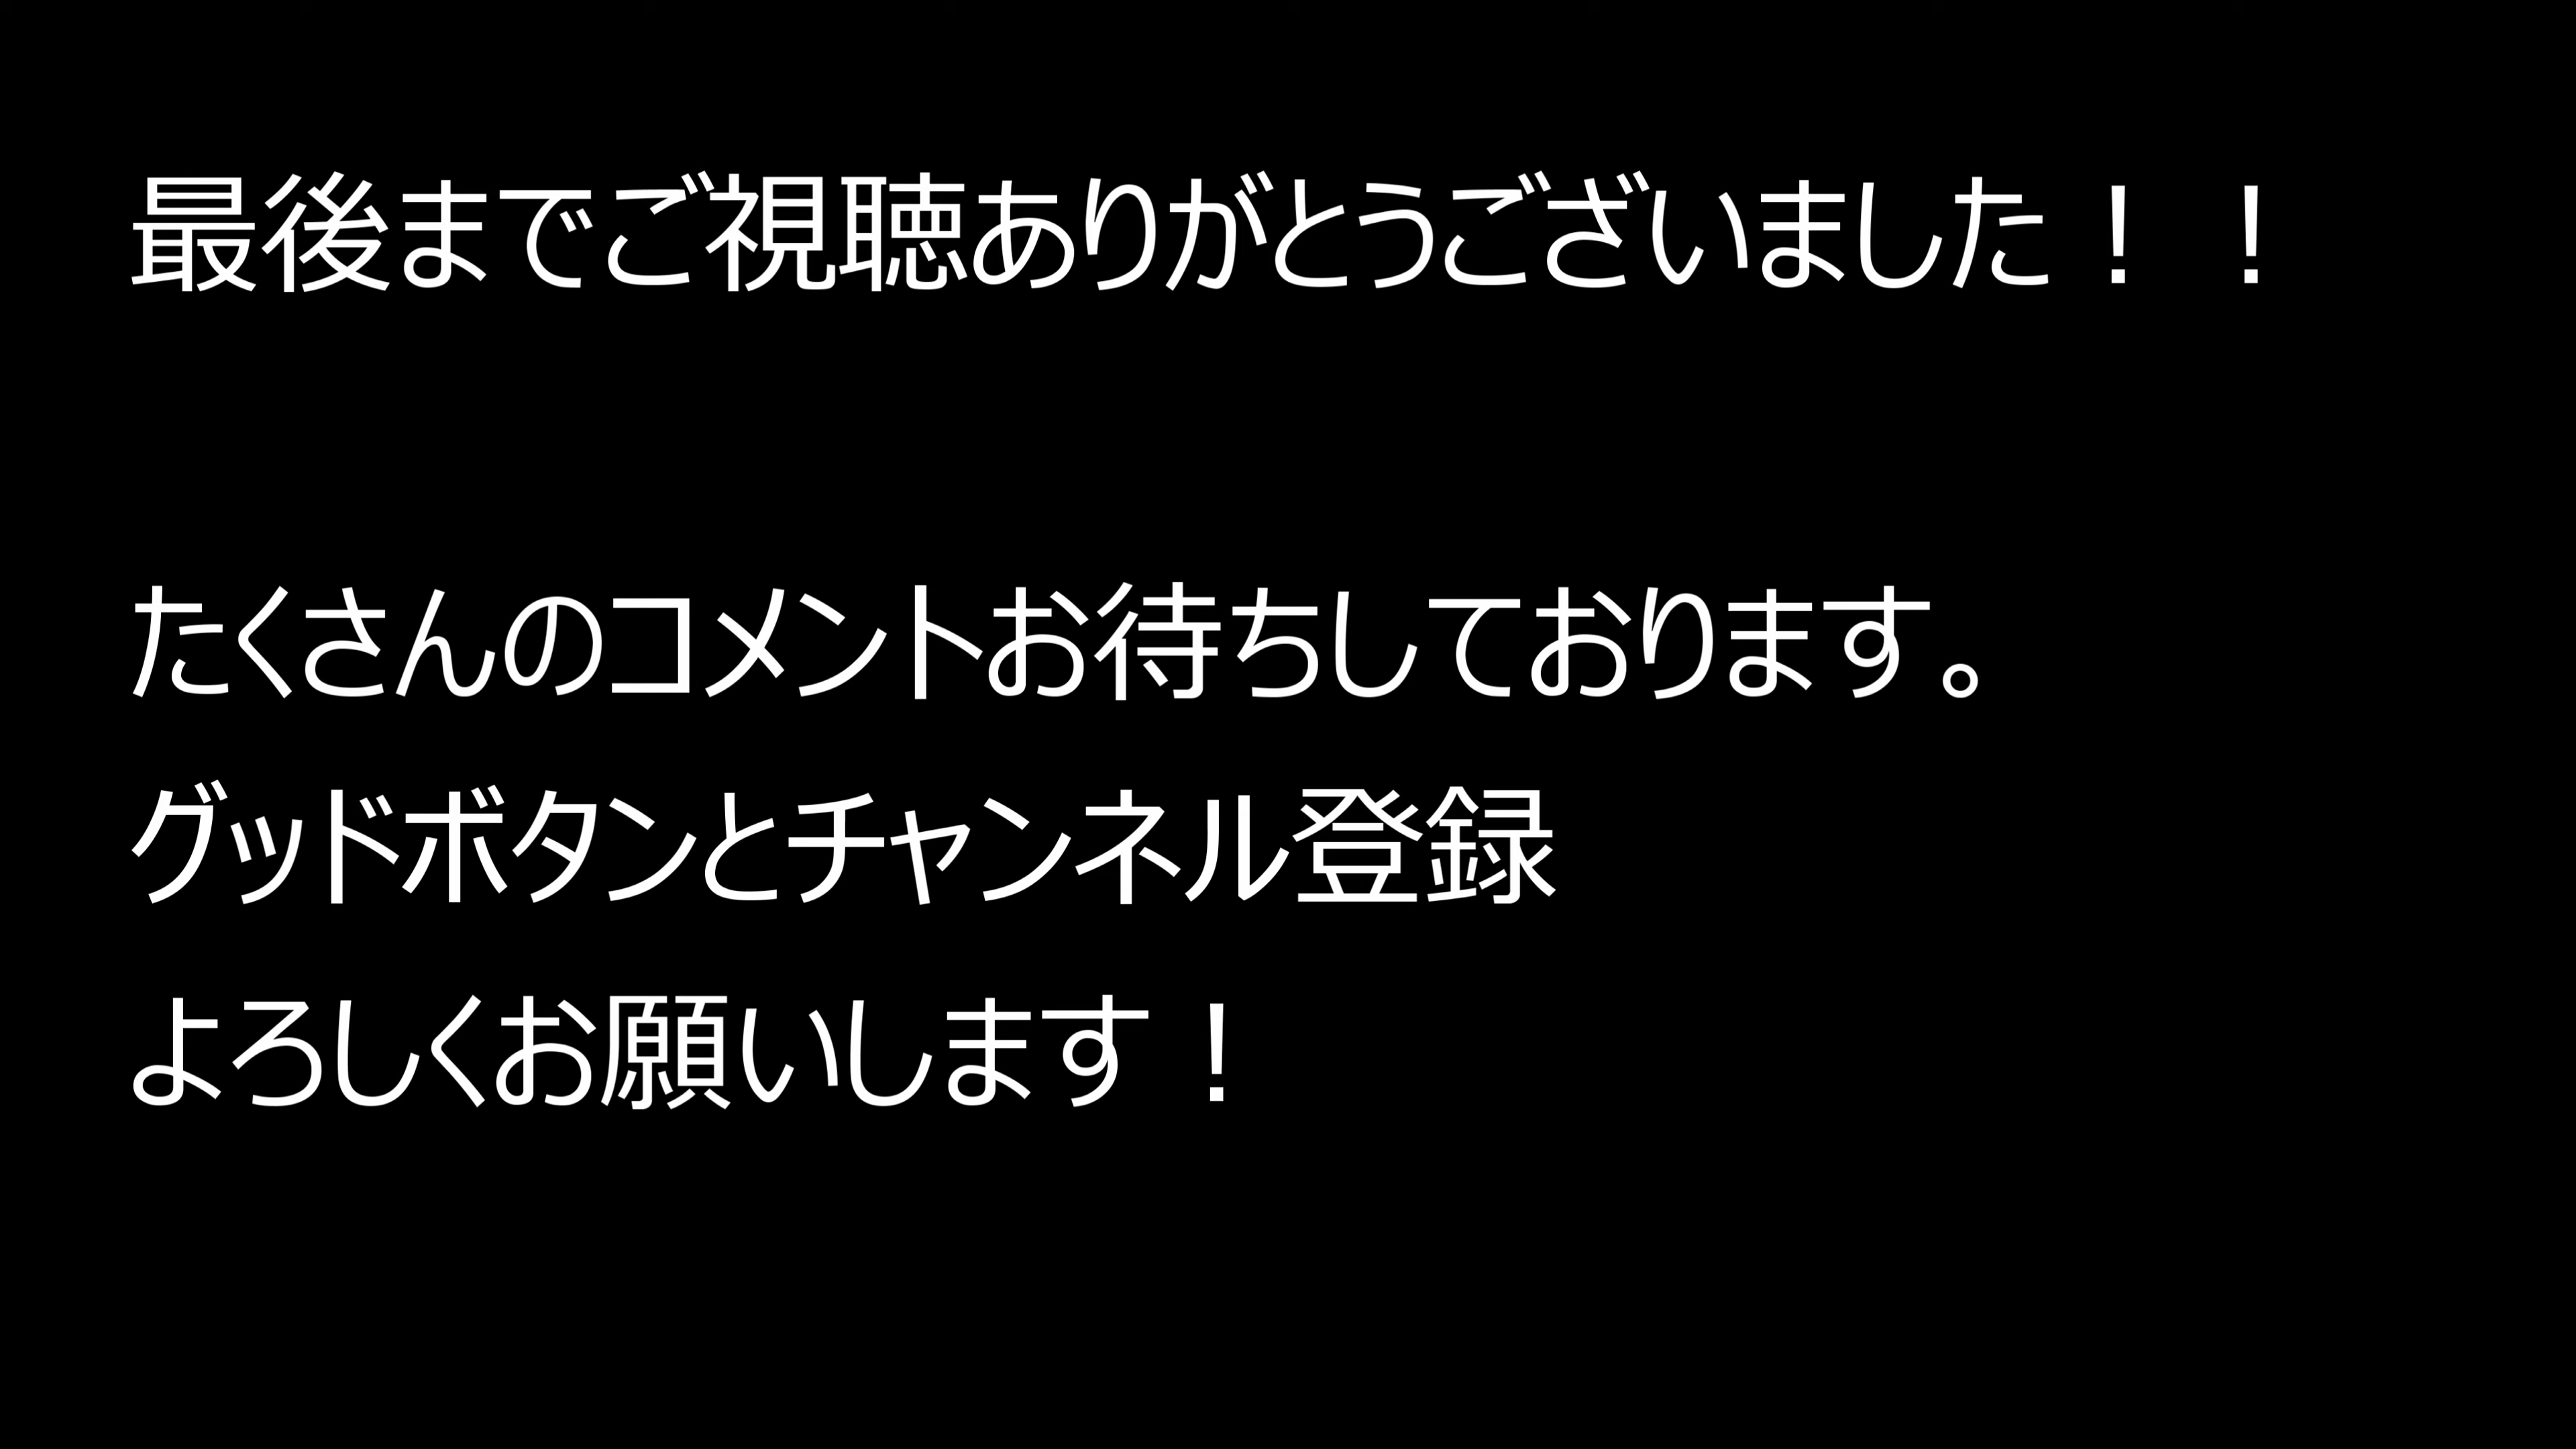 最後までご視聴ありがとうございました！！
たくさんのコメントお待ちしております。
グッドボタンとチャンネル登録
よろしくお願いします！